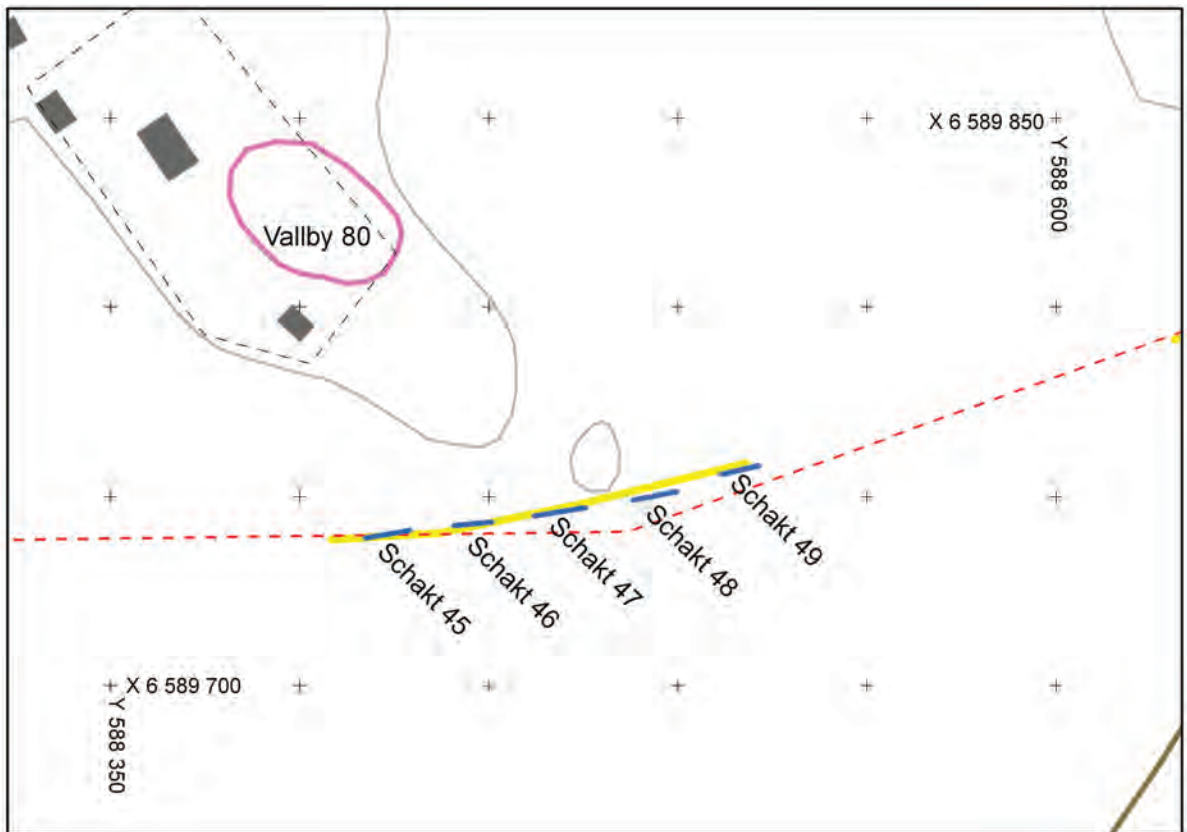 X 6 589 850
Y 588 600
Vallby 80
Schakt 45
Schakt 46
Schakt 47
Schakt 48
Schakt 49
X 6 589 700
Y 588 350